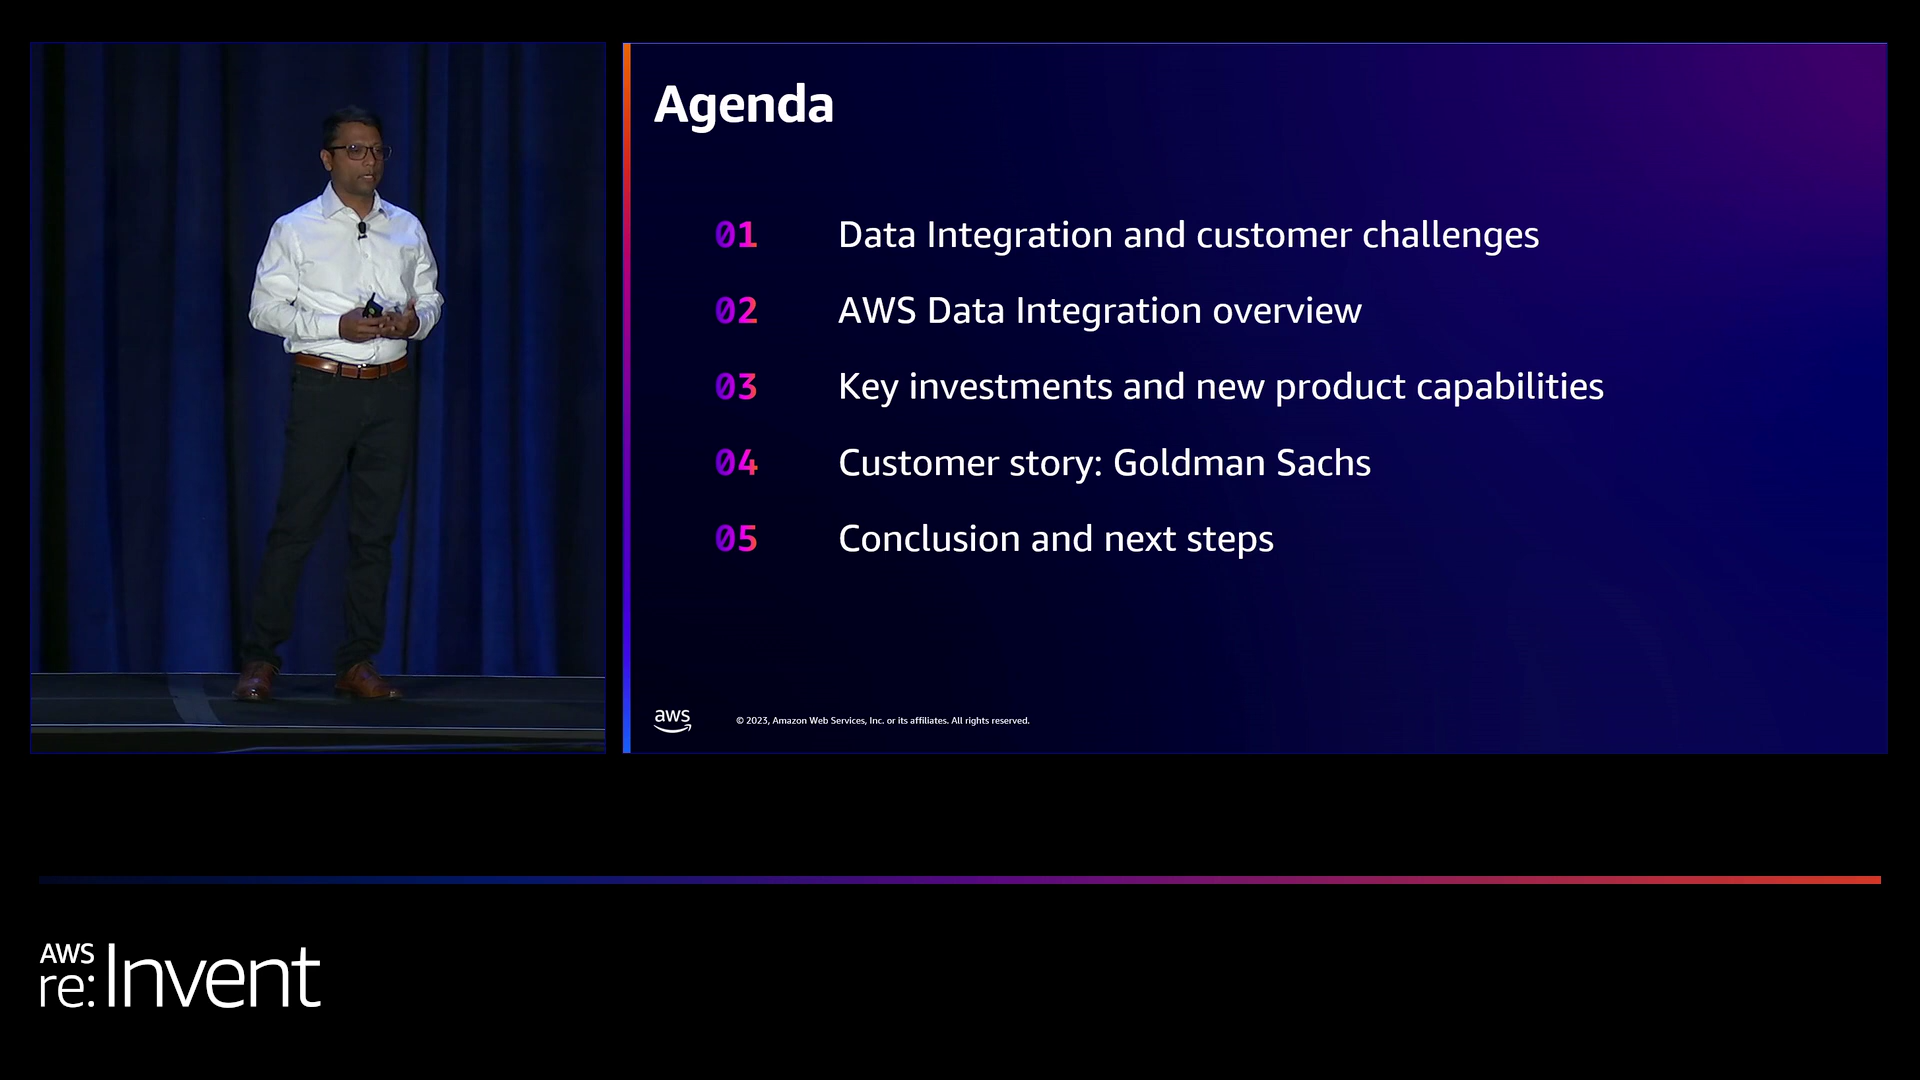 Agenda
01 Data Integration and customer challenges
02 AWS Data Integration overview
03 Key investments and new product capabilities
04 Customer story: Goldman Sachs
05 Conclusion and next steps
aws © 2023, Amazon Web Services, Inc. or its affiliates. All rights reserved.
AWS
re:Invent